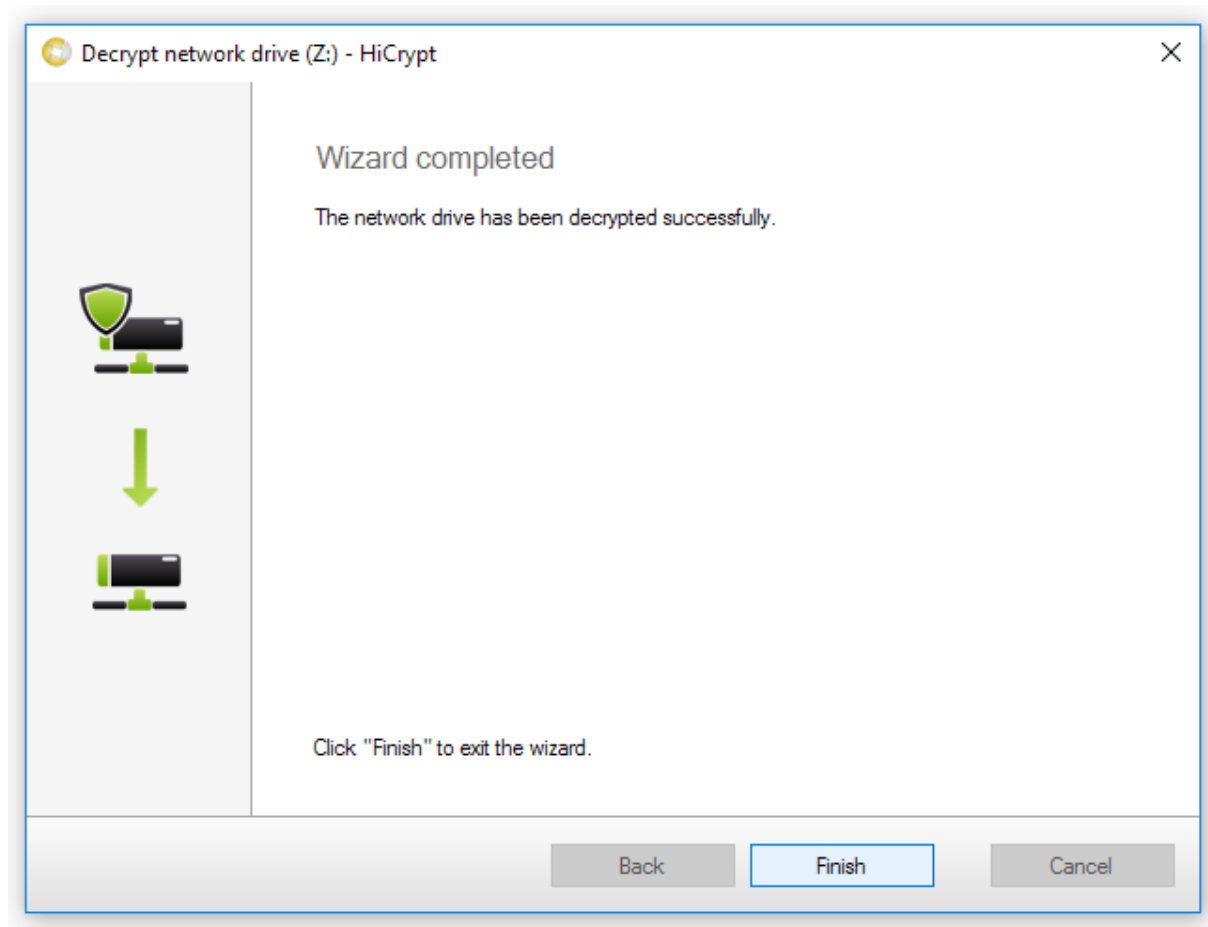 Decrypt network drive (Z:) - HiCrypt
Wizard completed
The network drive has been decrypted successfully.
Click "Finish" to exit the wizard.
Back Finish Cancel